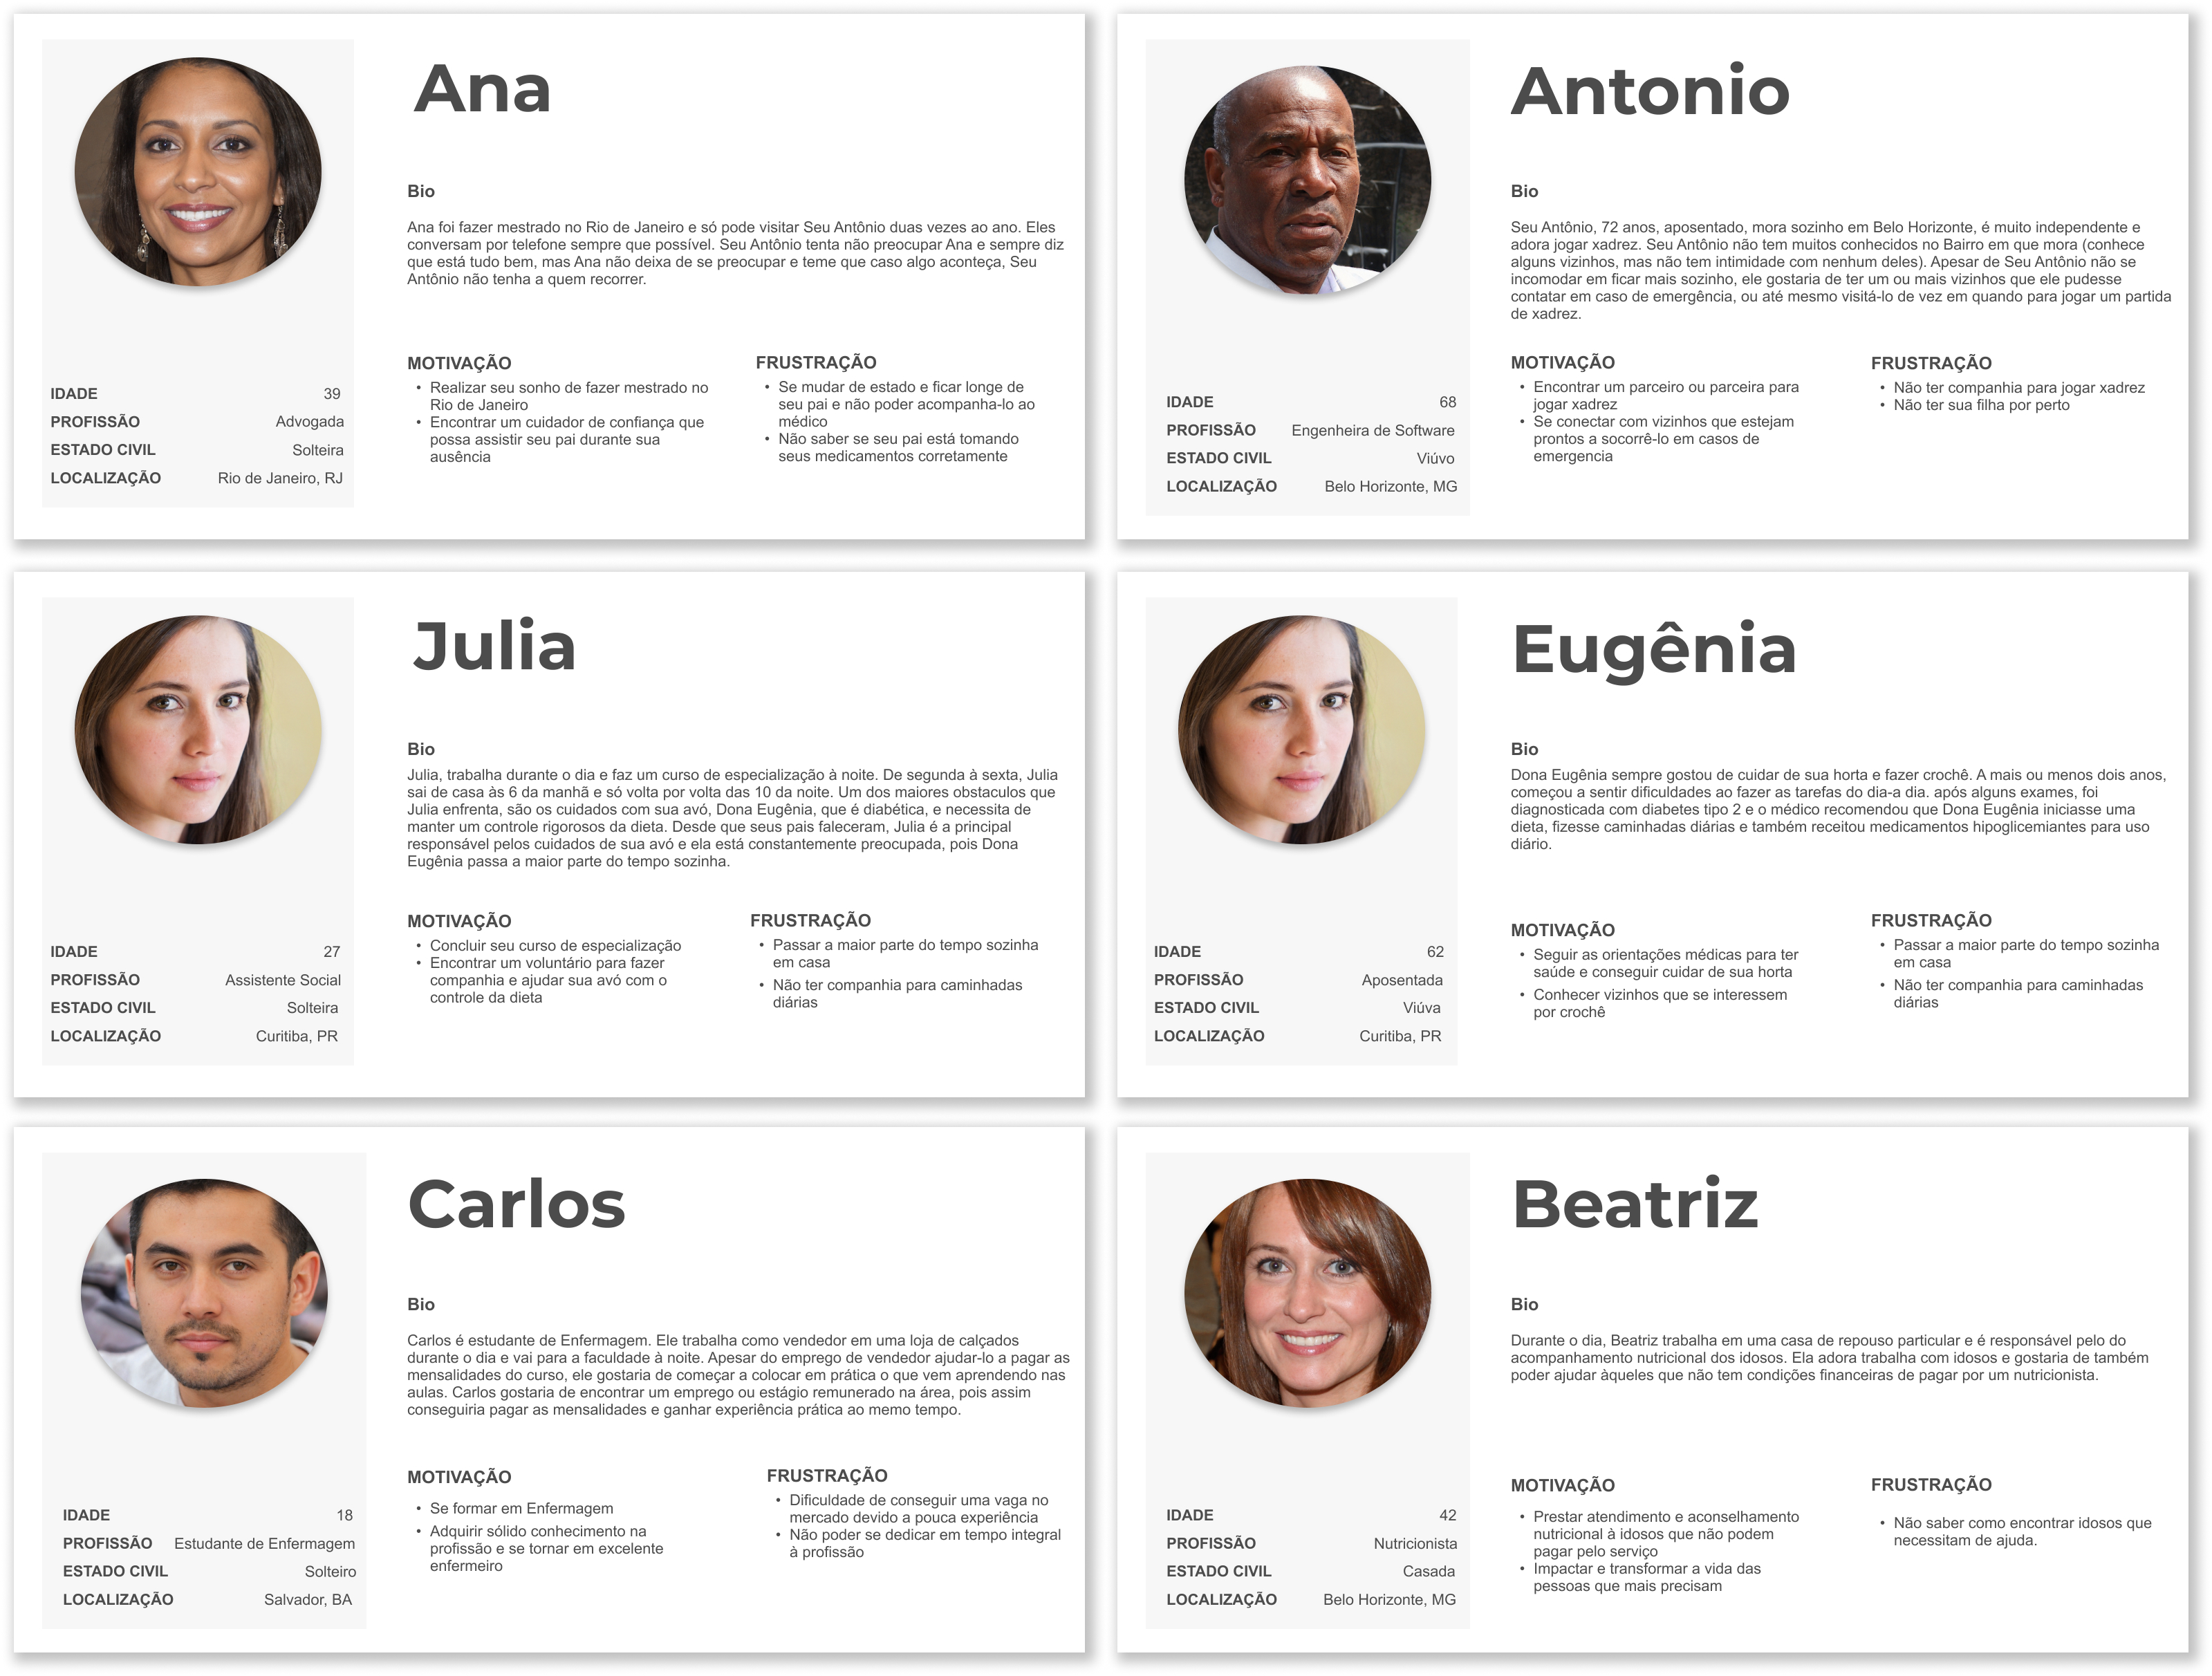 Ana
Bio
Ana foi fazer mestrado no Rio de Janeiro e só pode visitar Seu Antônio duas vezes ao ano. Eles
conversam por telefone sempre que possível. Seu Antônio tenta não preocupar Ana e sempre diz
que está tudo bem, mas Ana não deixa de se preocupar e teme que caso algo aconteça, Seu
Antônio não tenha a quem recorrer.
IDADE 39
PROFISSÃO Advogada
ESTADO CIVIL Solteira
LOCALIZAÇÃO Rio de Janeiro, RJ
MOTIVAÇÃO
• Realizar seu sonho de fazer mestrado no
Rio de Janeiro
• Encontrar um cuidador de confiança que
possa assistir seu pai durante sua
ausência
FRUSTRAÇÃO
• Se mudar de estado e ficar longe de
seu pai e não poder acompanha-lo ao
médico
• Não saber se seu pai está tomando
seus medicamentos corretamente
Antonio
Bio
Seu Antônio, 72 anos, aposentado, mora sozinho em Belo Horizonte, é muito independente e
adora jogar xadrez. Seu Antônio não tem muitos conhecidos no Bairro em que mora (conhece
alguns vizinhos, mas não tem intimidade com nenhum deles). Apesar de Seu Antônio não se
incomodar em ficar mais sozinho, ele gostaria de ter um ou mais vizinhos que ele pudesse
contatar em caso de emergência, ou até mesmo visitá-lo de vez em quando para jogar um partida
de xadrez.
IDADE 68
PROFISSÃO Engenheira de Software
ESTADO CIVIL Viúvo
LOCALIZAÇÃO Belo Horizonte, MG
MOTIVAÇÃO
• Encontrar um parceiro ou parceira para
jogar xadrez
• Se conectar com vizinhos que estejam
prontos a socorrê-lo em casos de
emergencia
FRUSTRAÇÃO
• Não ter companhia para jogar xadrez
• Não ter sua filha por perto
Julia
Bio
Julia, trabalha durante o dia e faz um curso de especialização à noite. De segunda à sexta, Julia
sai de casa às 6 da manhã e só volta por volta das 10 da noite. Um dos maiores obstaculos que
Julia enfrenta, são os cuidados com sua avó, Dona Eugênia, que é diabética, e necessita de
manter um controle rigorosos da dieta. Desde que seus pais faleceram, Julia é a principal
responsável pelos cuidados de sua avó e ela está constantemente preocupada, pois Dona
Eugênia passa a maior parte do tempo sozinha.
IDADE 27
PROFISSÃO Assistente Social
ESTADO CIVIL Solteira
LOCALIZAÇÃO Curitiba, PR
MOTIVAÇÃO
• Concluir seu curso de especialização
• Encontrar um voluntário para fazer
companhia e ajudar sua avó com o
controle da dieta
FRUSTRAÇÃO
• Passar a maior parte do tempo sozinha
em casa
• Não ter companhia para caminhadas
diárias
Eugênia
Bio
Dona Eugênia sempre gostou de cuidar de sua horta e fazer crochê. A mais ou menos dois anos,
começou a sentir dificuldades ao fazer as tarefas do dia-a dia. após alguns exames, foi
diagnosticada com diabetes tipo 2 e o médico recomendou que Dona Eugênia iniciasse uma
dieta, fizesse caminhadas diárias e também receitou medicamentos hipoglicemiantes para uso
diário.
IDADE 62
PROFISSÃO Aposentada
ESTADO CIVIL Viúva
LOCALIZAÇÃO Curitiba, PR
MOTIVAÇÃO
• Seguir as orientações médicas para ter
saúde e conseguir cuidar de sua horta
• Conhecer vizinhos que se interessem
por crochê
FRUSTRAÇÃO
• Passar a maior parte do tempo sozinha
em casa
• Não ter companhia para caminhadas
diárias
Carlos
Bio
Carlos é estudante de Enfermagem. Ele trabalha como vendedor em uma loja de calçados
durante o dia e vai para a faculdade à noite. Apesar do emprego de vendedor ajudar-lo a pagar as
mensalidades do curso, ele gostaria de começar a colocar em prática o que vem aprendendo nas
aulas. Carlos gostaria de encontrar um emprego ou estágio remunerado na área, pois assim
conseguiria pagar as mensalidades e ganhar experiência prática ao memo tempo.
IDADE 18
PROFISSÃO Estudante de Enfermagem
ESTADO CIVIL Solteiro
LOCALIZAÇÃO Salvador, BA
MOTIVAÇÃO
• Se formar em Enfermagem
• Adquirir sólido conhecimento na
profissão e se tornar em excelente
enfermeiro
FRUSTRAÇÃO
• Dificuldade de conseguir uma vaga no
mercado devido a pouca experiência
• Não poder se dedicar em tempo integral
à profissão
Beatriz
Bio
Durante o dia, Beatriz trabalha em uma casa de repouso particular e é responsável pelo do
acompanhamento nutricional dos idosos. Ela adora trabalha com idosos e gostaria de também
poder ajudar àqueles que não tem condições financeiras de pagar por um nutricionista.
IDADE 42
PROFISSÃO Nutricionista
ESTADO CIVIL Casada
LOCALIZAÇÃO Belo Horizonte, MG
MOTIVAÇÃO
• Prestar atendimento e aconselhamento
nutricional à idosos que não podem
pagar pelo serviço
• Impactar e transformar a vida das
pessoas que mais precisam
FRUSTRAÇÃO
• Não saber como encontrar idosos que
necessitam de ajuda.